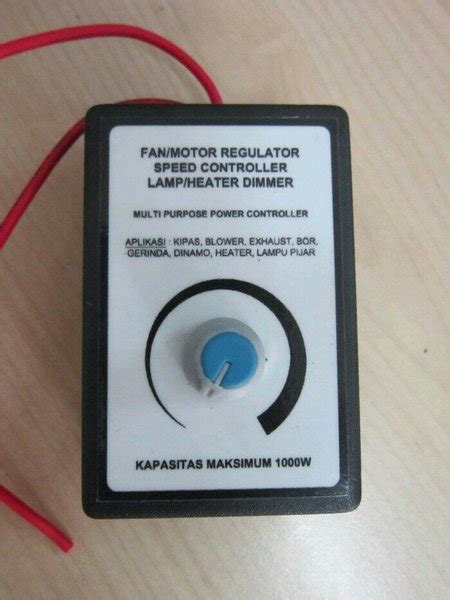 FAN/MOTOR REGULATOR
SPEED CONTROLLER
LAMP/HEATER DIMMER
MULTI PURPOSE POWER CONTROLLER
APLIKASI : KIPAS, BLOWER, EXHAUST, BOR,
GERINDA, DINAMO, HEATER, LAMPU PIJAR
KAPASITAS MAKSIMUM 1000W